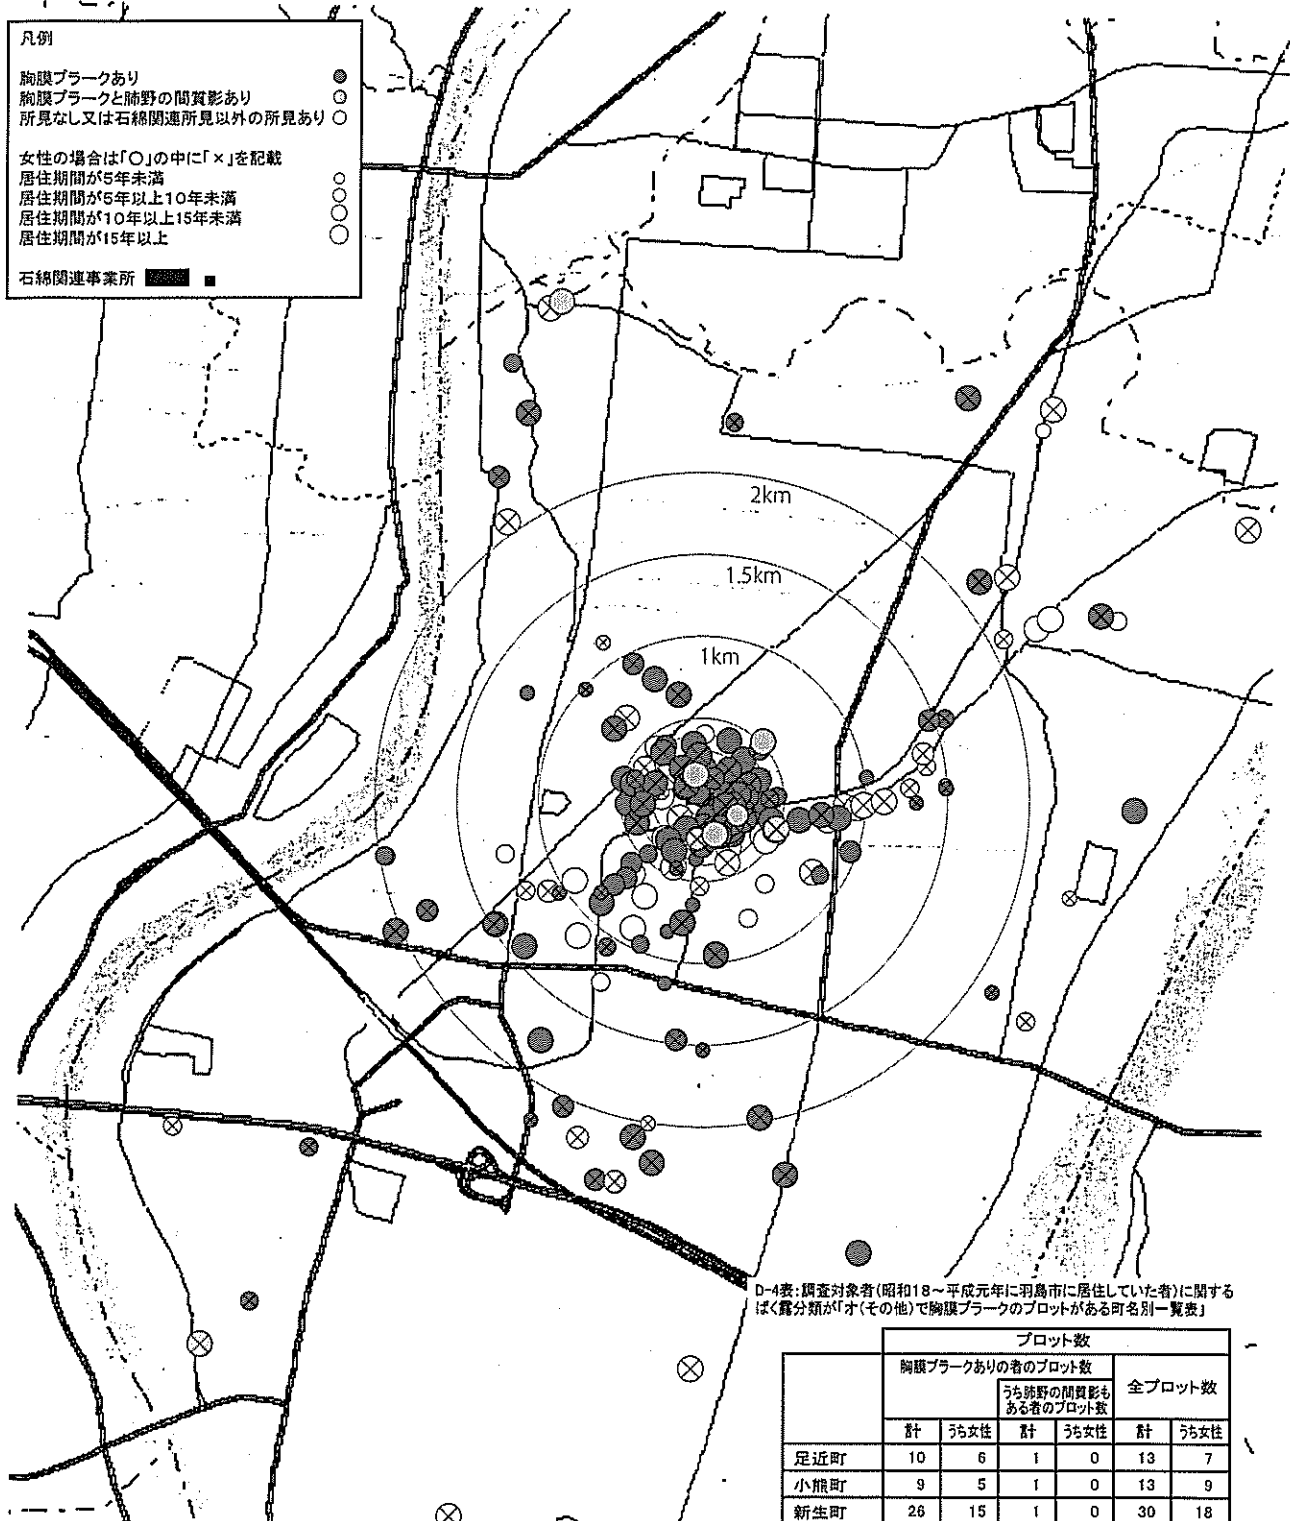 凡例
胸膜プラークあり
胸膜プラークと肺野の間質影あり
所見なし又は石綿関連所見以外の所見あり
女性の場合は「○」の中に「×」を記載
居住期間が5年未満
居住期間が5年以上10年未満
居住期間が10年以上15年未満
居住期間が15年以上
石綿関連事業所
2km
1.5km
1km
D-4表:調査対象者(昭和18~平成元年に羽島市に居住していた者)に関する
ばく露分類が「オ(その他)で胸膜プラークのプロットがある町名別一覧表」
プロット数
胸膜プラークありの者のプロット数 全プロット数
うち肺野の間質影も
ある者のプロット数
計 うち女性 計 うち女性 計 うち女性
足近町 10 6 1 0 13 7
小熊町 9 5 1 0 13 9
新生町 26 15 1 0 30 18